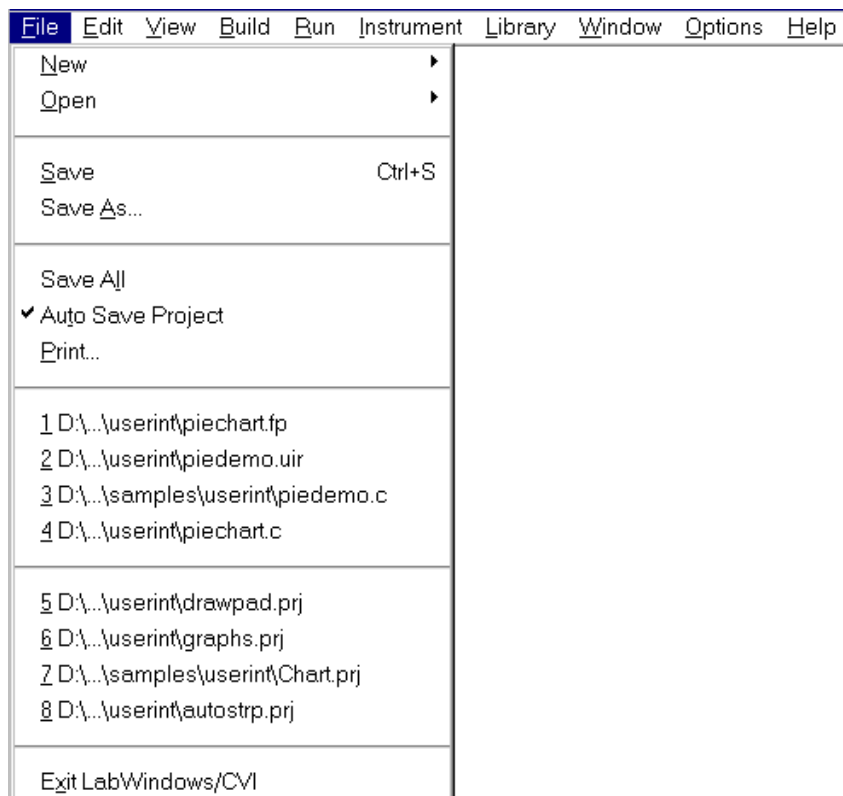 File Edit View Build Run Instrument Library Window Options Help
New
Open
Save Ctrl+S
Save As...
Save All
Auto Save Project
Print...
1 D:\...\userint\piechart.fp
2 D:\...\userint\piedemo.uir
3 D:\...\samples\userint\piedemo.c
4 D:\...\userint\piechart.c
5 D:\...\userint\drawpad.prj
6 D:\...\userint\graphs.prj
7 D:\...\samples\userint\Chart.prj
8 D:\...\userint\autostrp.prj
Exit LabWindows/CVI